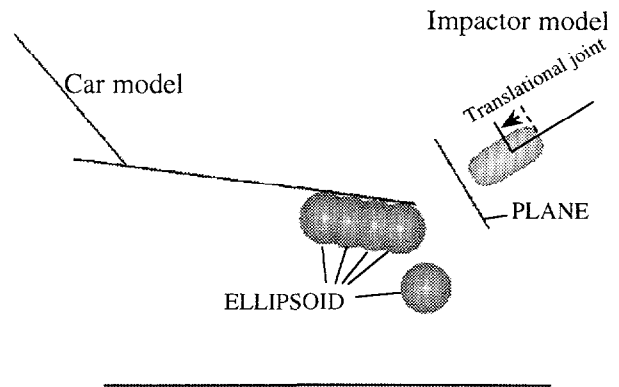 Impactor model
Translational joint
Car model
PLANE
ELLIPSOID